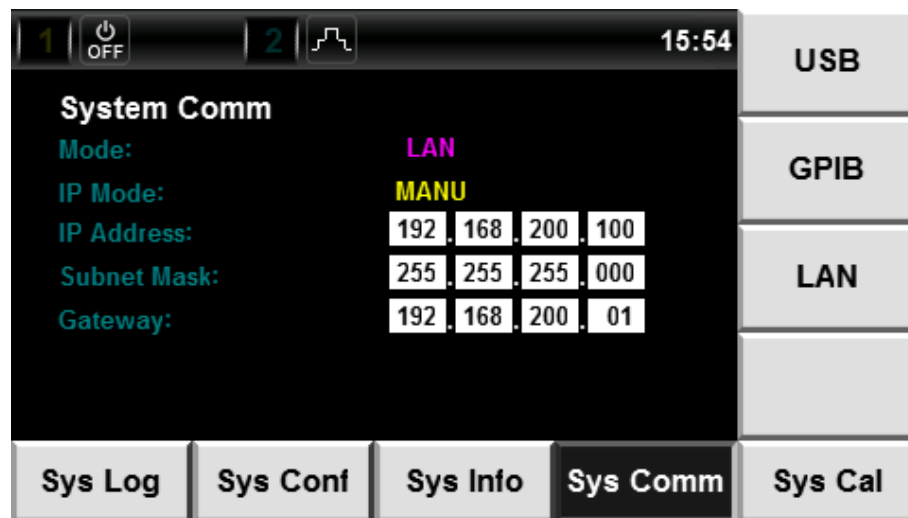 1 OFF 2 15:54
USB
System Comm
Mode: LAN
GPIB
IP Mode: MANU
IP Address: 192 . 168 . 200 . 100
Subnet Mask: 255 . 255 . 255 . 000
LAN
Gateway: 192 . 168 . 200 . 01
Sys Log Sys Conf Sys Info Sys Comm Sys Cal